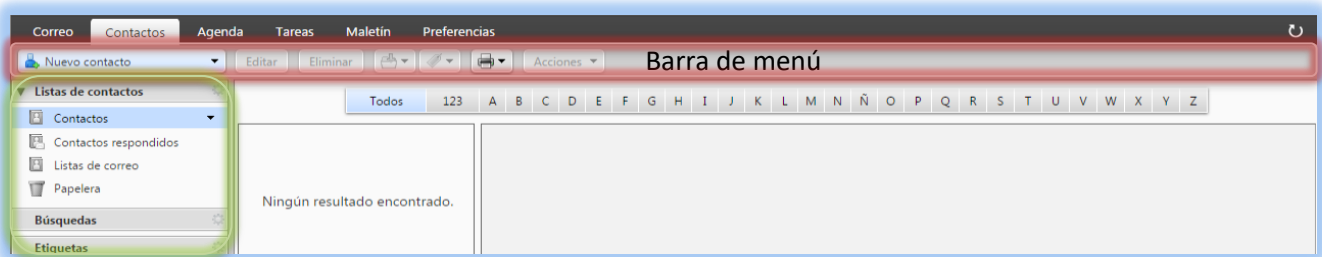 Correo Contactos Agenda Tareas Maletín Preferencias
Nuevo contacto Editar Eliminar Acciones Barra de menú
Listas de contactos
Todos 123 A B C D E F G H I J K L M N Ñ O P Q R S T U V W X Y Z
Contactos
Contactos respondidos
Listas de correo
Papelera
Ningún resultado encontrado.
Búsquedas
Etiquetas